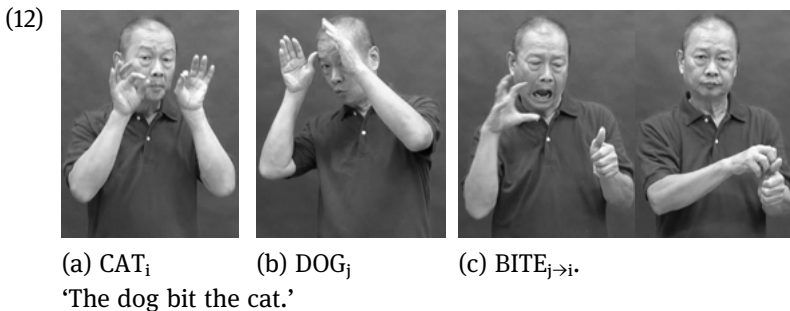 (12)
(a) CATᵢ (b) DOGⱼ (c) BITEⱼ→ᵢ.
‘The dog bit the cat.’